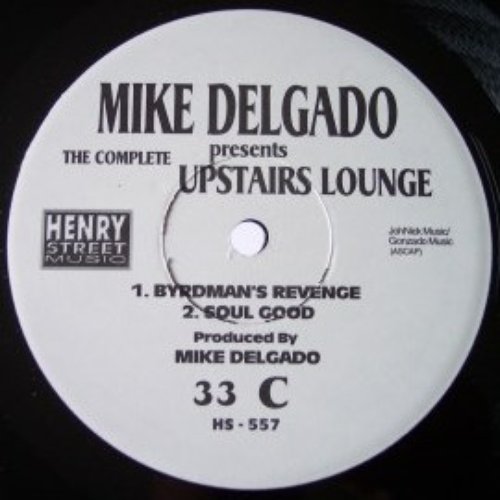 MIKE DELGADO
presents
THE COMPLETE
UPSTAIRS LOUNGE
HENRY
STREET
MUSIC
JohNick Music/
Gonzado Music
(ASCAP)
1. BYRDMAN'S REVENGE
2. SOUL GOOD
Produced By
MIKE DELGADO
33 C
HS - 557